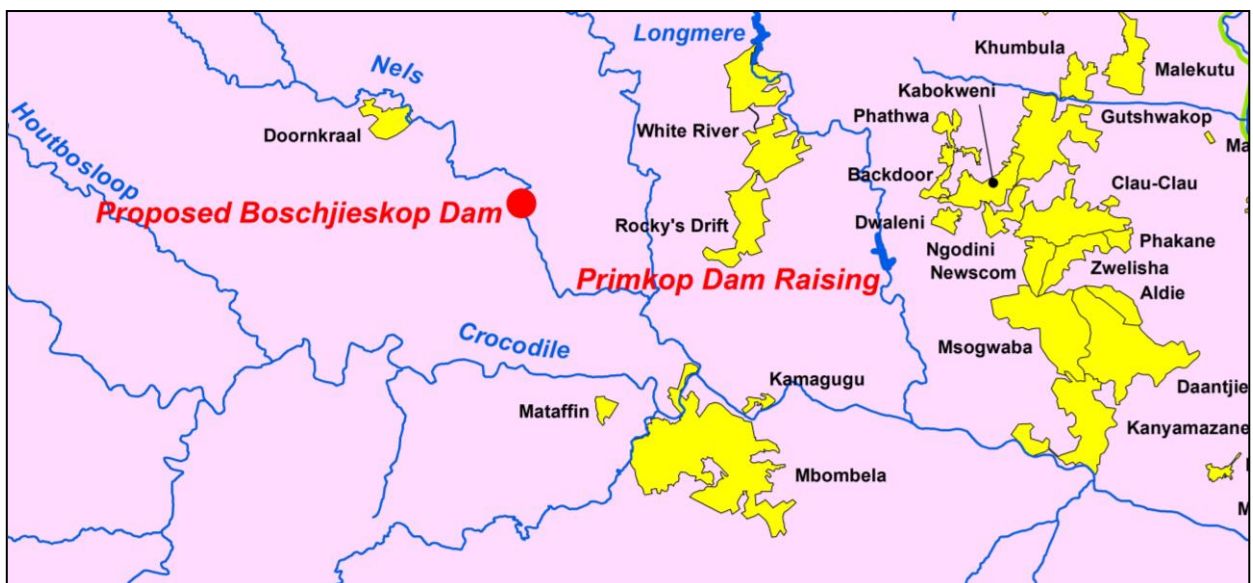 Longmere
Khumbula
Malekutu
Nels
Kabokweni
Houtbosloop
Doornkraal
White River
Phathwa
Gutshwakop
Backdoor
Clau-Clau
Proposed Boschjieskop Dam
Rocky's Drift
Dwaleni
Phakane
Ngodini
Newscom
Zwelisha
Primkop Dam Raising
Aldie
Crocodile
Msogwaba
Kamagugu
Daantjie
Mataffin
Kanyamazane
Mbombela